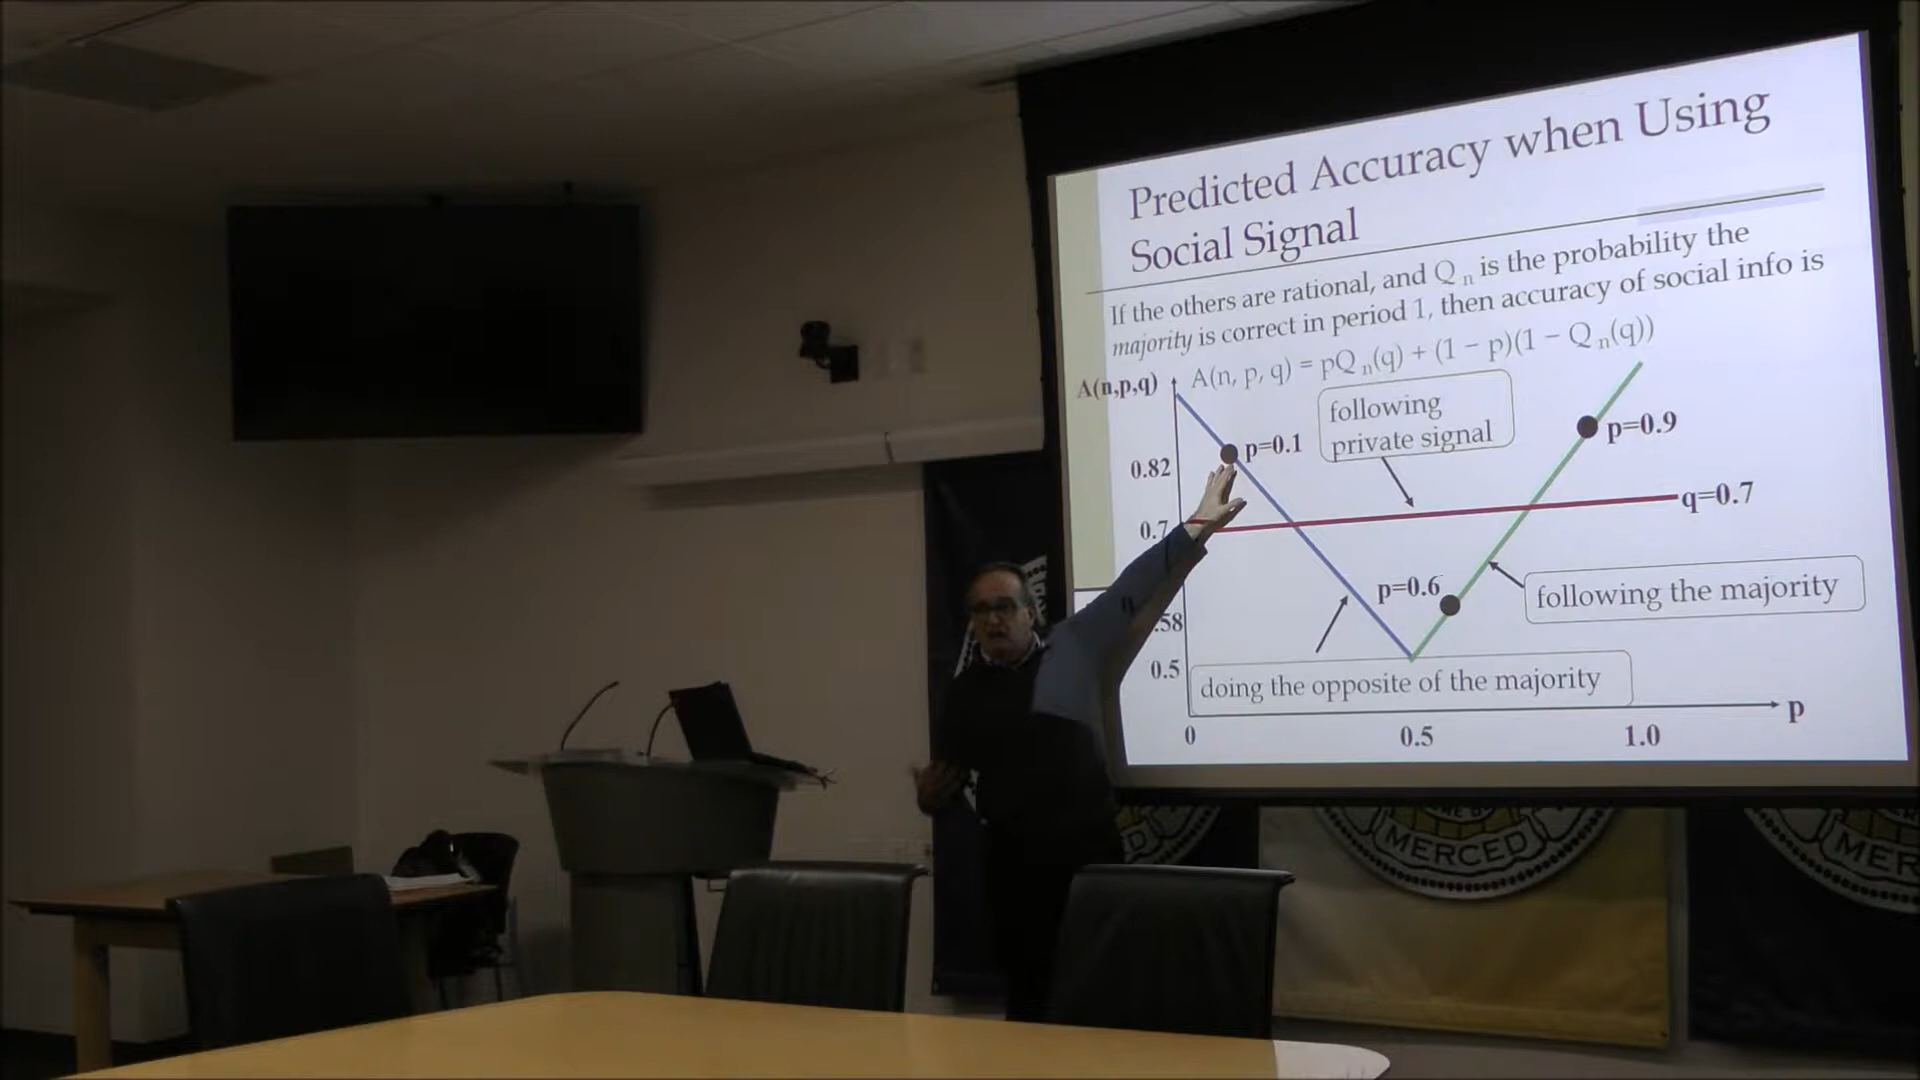 Predicted Accuracy when Using
Social Signal
If the others are rational, and Q n is the probability the
majority is correct in period 1, then accuracy of social info is
A(n, p, q) = pQ n(q) + (1 − p)(1 − Q n(q))
A(n,p,q)
following
private signal
p=0.1
p=0.9
0.82
q=0.7
0.7
p=0.6
following the majority
.58
0.5
doing the opposite of the majority
p
0
0.5
1.0
MERCED
MER